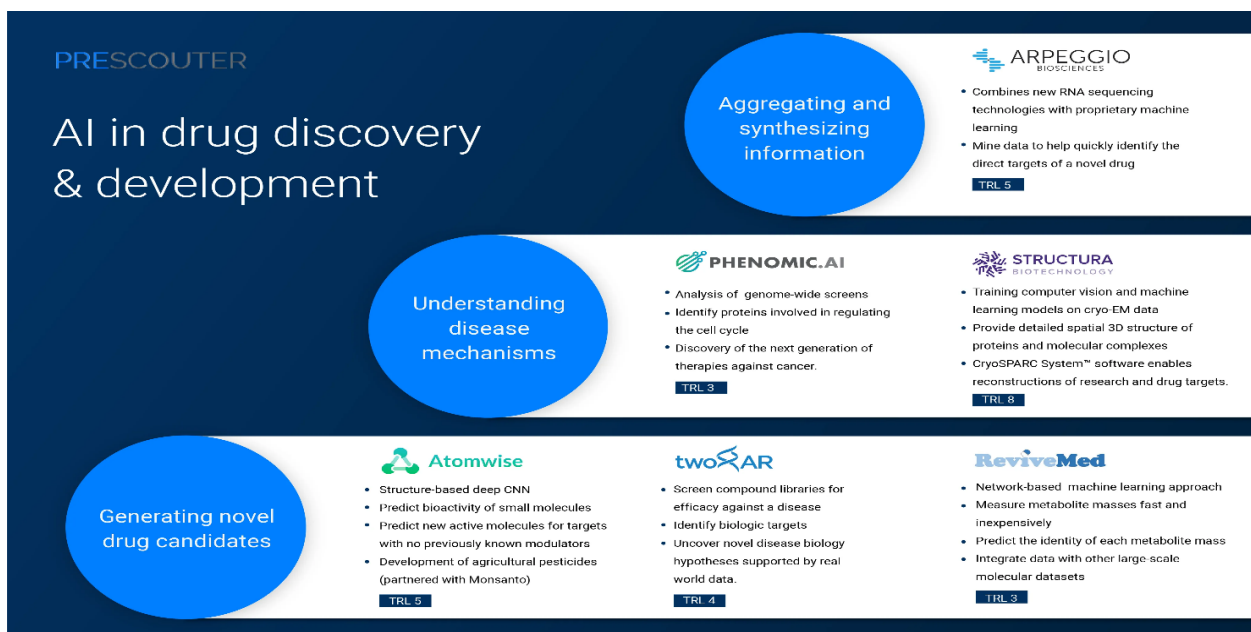 PRESCOUTER
AI in drug discovery
& development
Aggregating and
synthesizing
information
ARPEGGIO
BIOSCIENCES
• Combines new RNA sequencing
technologies with proprietary machine
learning
• Mine data to help quickly identify the
direct targets of a novel drug
TRL 5
Understanding
disease
mechanisms
PHENOMIC.AI
• Analysis of genome-wide screens
• Identify proteins involved in regulating
the cell cycle
• Discovery of the next generation of
therapies against cancer.
TRL 3
STRUCTURA
BIOTECHNOLOGY
• Training computer vision and machine
learning models on cryo-EM data
• Provide detailed spatial 3D structure of
proteins and molecular complexes
• CryoSPARC System™ software enables
reconstructions of research and drug targets.
TRL 8
Generating novel
drug candidates
Atomwise
• Structure-based deep CNN
• Predict bioactivity of small molecules
• Predict new active molecules for targets
with no previously known modulators
• Development of agricultural pesticides
(partnered with Monsanto)
TRL 5
twoXAR
• Screen compound libraries for
efficacy against a disease
• Identify biologic targets
• Uncover novel disease biology
hypotheses supported by real
world data.
TRL 4
ReviveMed
• Network-based machine learning approach
• Measure metabolite masses fast and
inexpensively
• Predict the identity of each metabolite mass
• Integrate data with other large-scale
molecular datasets
TRL 3